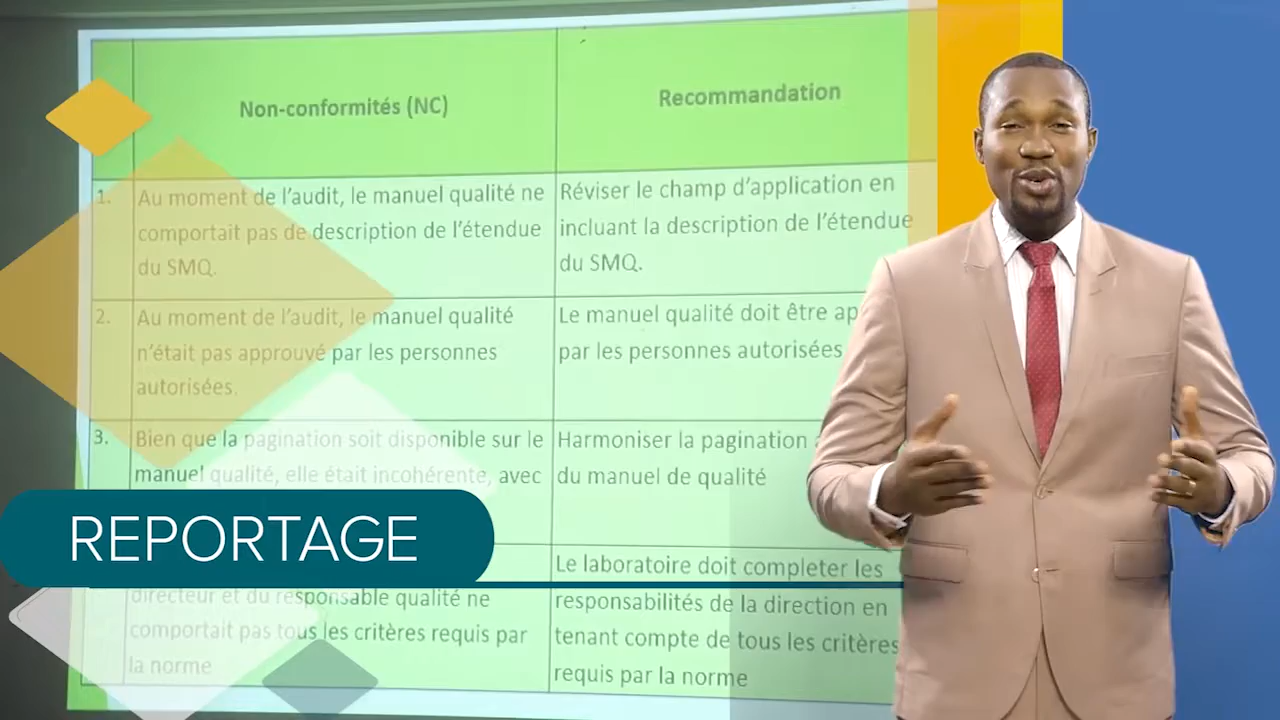 Non-conformités (NC)
Recommandation
1.
Au moment de l'audit, le manuel qualité ne
comportait pas de description de l'étendue
du SMQ.
Réviser le champ d'application en
incluant la description de l'étendue
du SMQ.
2.
Au moment de l'audit, le manuel qualité
n'était pas approuvé par les personnes
autorisées.
Le manuel qualité doit être
par les personnes autorisées
3.
Bien que la pagination soit disponible sur le
manuel qualité, elle était incohérente, avec
Harmoniser la pagination
du manuel de qualité
REPORTAGE
directeur et du responsable qualité ne
comportait pas tous les critères requis par
la norme
Le laboratoire doit completer les
responsabilités de la direction en
tenant compte de tous les critères
requis par la norme